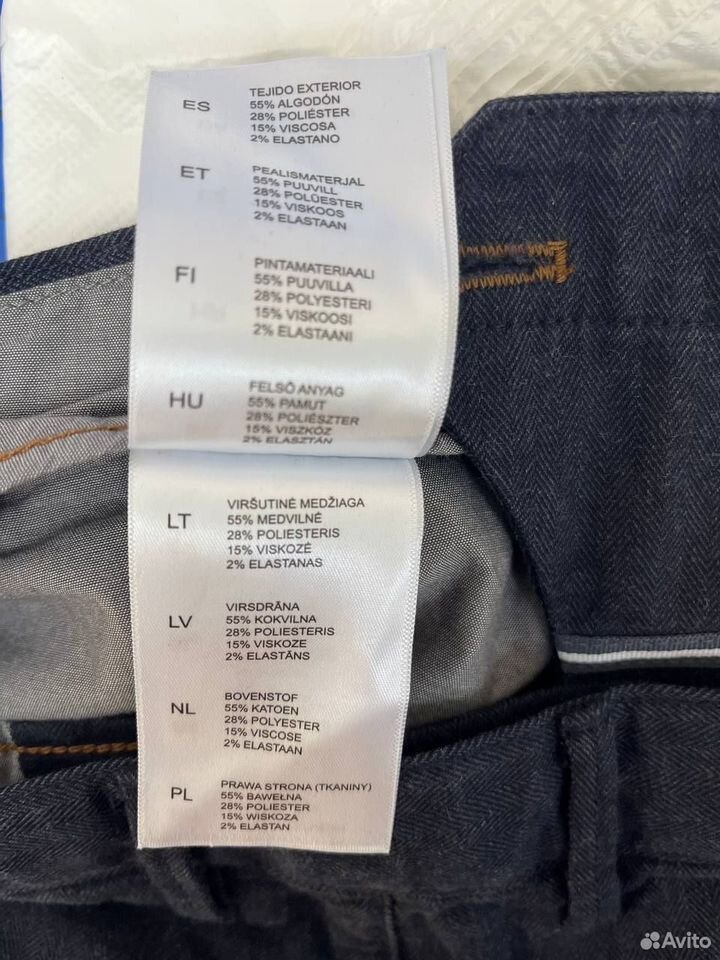 ES
TEJIDO EXTERIOR
55% ALGODÓN
28% POLIÉSTER
15% VISCOSA
2% ELASTANO
ET
PEALISMATERJAL
55% PUUVILL
28% POLÜESTER
15% VISKOOS
2% ELASTAAN
FI
PINTAMATERIAALI
55% PUUVILLA
28% POLYESTERI
15% VISKOOSI
2% ELASTAANI
HU
FELSŐ ANYAG
55% PAMUT
28% POLIÉSZTER
15% VISZKÓZ
2% ELASZTÁN
LT
VIRŠUTINĖ MEDŽIAGA
55% MEDVILNĖ
28% POLIESTERIS
15% VISKOZĖ
2% ELASTANAS
LV
VIRSDRĀNA
55% KOKVILNA
28% POLIESTERIS
15% VISKOZE
2% ELASTĀNS
NL
BOVENSTOF
55% KATOEN
28% POLYESTER
15% VISCOSE
2% ELASTAAN
PL
PRAWA STRONA (TKANINY)
55% BAWEŁNA
28% POLIESTER
15% WISKOZA
2% ELASTAN
Avito